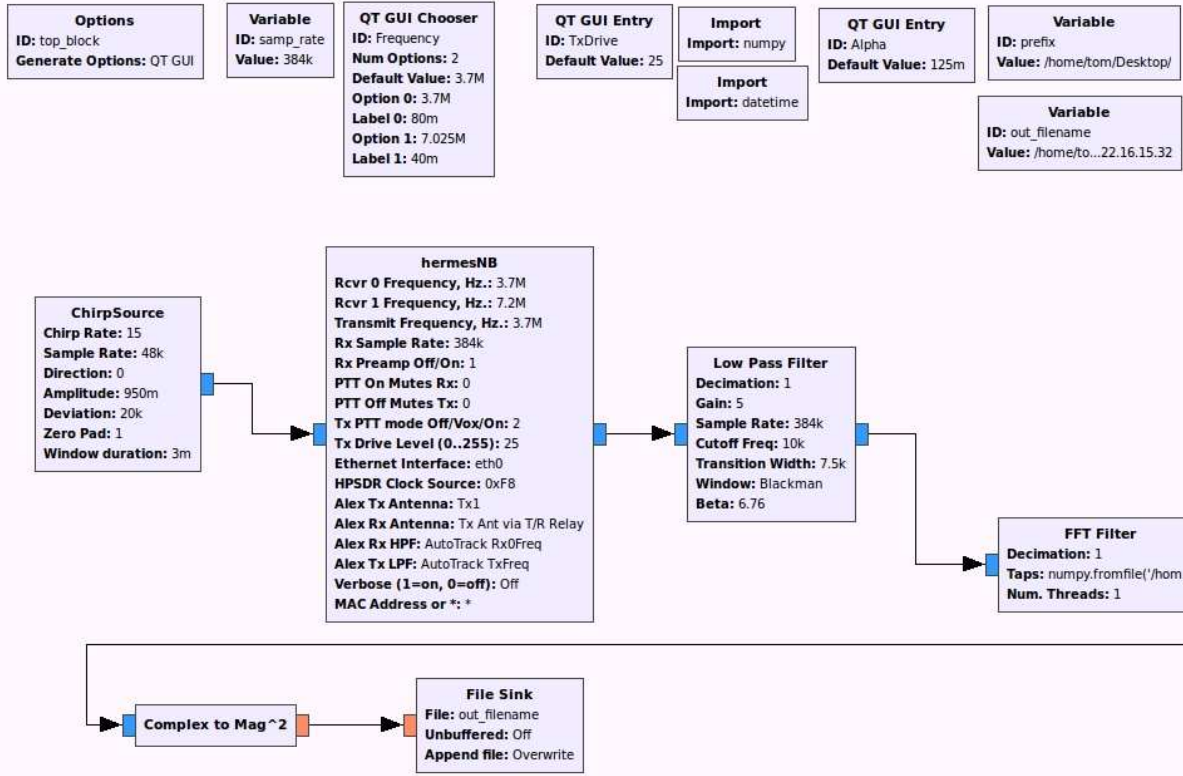 Options
ID: top_block
Generate Options: QT GUI
Variable
ID: samp_rate
Value: 384k
QT GUI Chooser
ID: Frequency
Num Options: 2
Default Value: 3.7M
Option 0: 3.7M
Label 0: 80m
Option 1: 7.025M
Label 1: 40m
QT GUI Entry
ID: TxDrive
Default Value: 25
Import
Import: numpy
Import
Import: datetime
QT GUI Entry
ID: Alpha
Default Value: 125m
Variable
ID: prefix
Value: /home/tom/Desktop/
Variable
ID: out_filename
Value: /home/to...22.16.15.32
ChirpSource
Chirp Rate: 15
Sample Rate: 48k
Direction: 0
Amplitude: 950m
Deviation: 20k
Zero Pad: 1
Window duration: 3m
hermesNB
Rcvr 0 Frequency, Hz.: 3.7M
Rcvr 1 Frequency, Hz.: 7.2M
Transmit Frequency, Hz.: 3.7M
Rx Sample Rate: 384k
Rx Preamp Off/On: 1
PTT On Mutes Rx: 0
PTT Off Mutes Tx: 0
Tx PTT mode Off/Vox/On: 2
Tx Drive Level (0..255): 25
Ethernet Interface: eth0
HPSDR Clock Source: 0xF8
Alex Tx Antenna: Tx1
Alex Rx Antenna: Tx Ant via T/R Relay
Alex Rx HPF: AutoTrack Rx0Freq
Alex Tx LPF: AutoTrack TxFreq
Verbose (1=on, 0=off): Off
MAC Address or *: *
Low Pass Filter
Decimation: 1
Gain: 5
Sample Rate: 384k
Cutoff Freq: 10k
Transition Width: 7.5k
Window: Blackman
Beta: 6.76
FFT Filter
Decimation: 1
Taps: numpy.fromfile('/hom
Num. Threads: 1
Complex to Mag^2
File Sink
File: out_filename
Unbuffered: Off
Append file: Overwrite